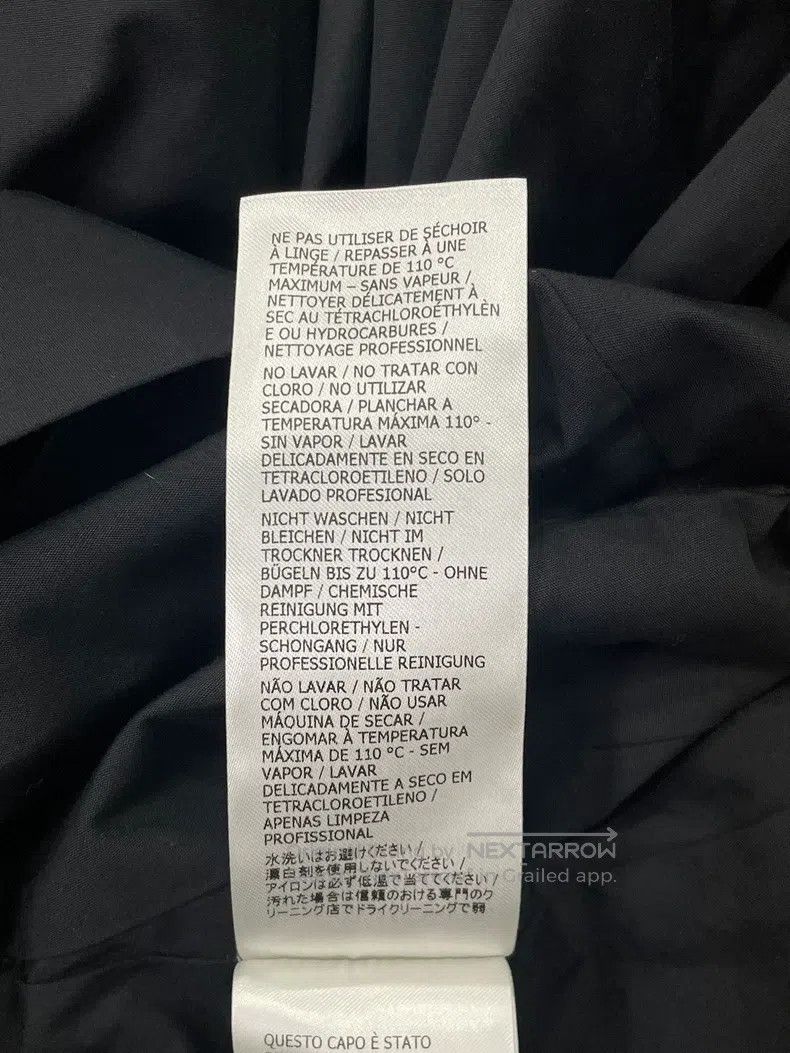 NE PAS UTILISER DE SÉCHOIR
À LINGE / REPASSER À UNE
TEMPÉRATURE DE 110 °C
MAXIMUM – SANS VAPEUR /
NETTOYER DÉLICATEMENT À
SEC AU TÉTRACHLOROÉTHYLÈN
E OU HYDROCARBURES /
NETTOYAGE PROFESSIONNEL
NO LAVAR / NO TRATAR CON
CLORO / NO UTILIZAR
SECADORA / PLANCHAR A
TEMPERATURA MÁXIMA 110° -
SIN VAPOR / LAVAR
DELICADAMENTE EN SECO EN
TETRACLOROETILENO / SOLO
LAVADO PROFESIONAL
NICHT WASCHEN / NICHT
BLEICHEN / NICHT IM
TROCKNER TROCKNEN /
BÜGELN BIS ZU 110°C - OHNE
DAMPF / CHEMISCHE
REINIGUNG MIT
PERCHLORETHYLEN -
SCHONGANG / NUR
PROFESSIONELLE REINIGUNG
NÃO LAVAR / NÃO TRATAR
COM CLORO / NÃO USAR
MÁQUINA DE SECAR /
ENGOMAR À TEMPERATURA
MÁXIMA DE 110 °C - SEM
VAPOR / LAVAR
DELICADAMENTE A SECO EM
TETRACLOROETILENO /
APENAS LIMPEZA
PROFISSIONAL
水洗いはお避けください /
漂白剤を使用しないでください /
アイロンは必ず低温で当ててください /
汚れた場合は信頼のおける専門のク
リーニング店でドライクリーニングで弱
by NEXTARROW
Grailed app.
QUESTO CAPO È STATO